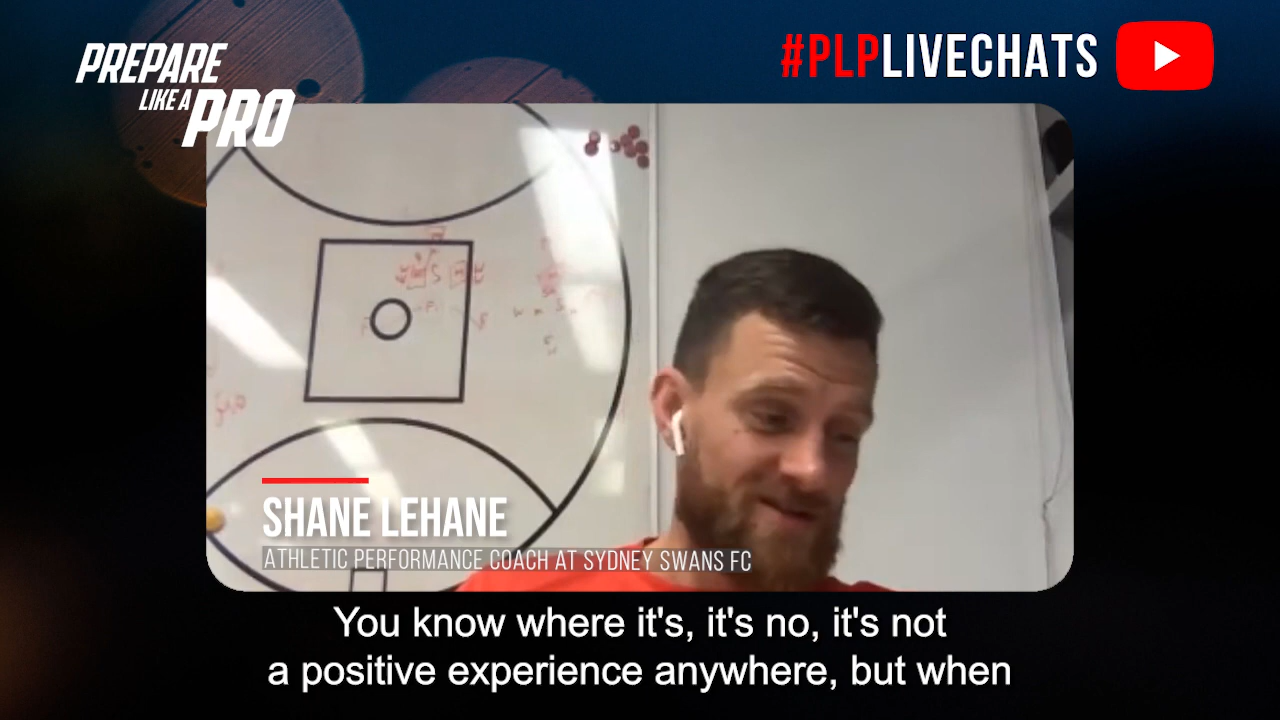 PREPARE
LIKE A
PRO
#PLPLIVECHATS
SHANE LEHANE
ATHLETIC PERFORMANCE COACH AT SYDNEY SWANS FC
You know where it's, it's no, it's not
a positive experience anywhere, but when